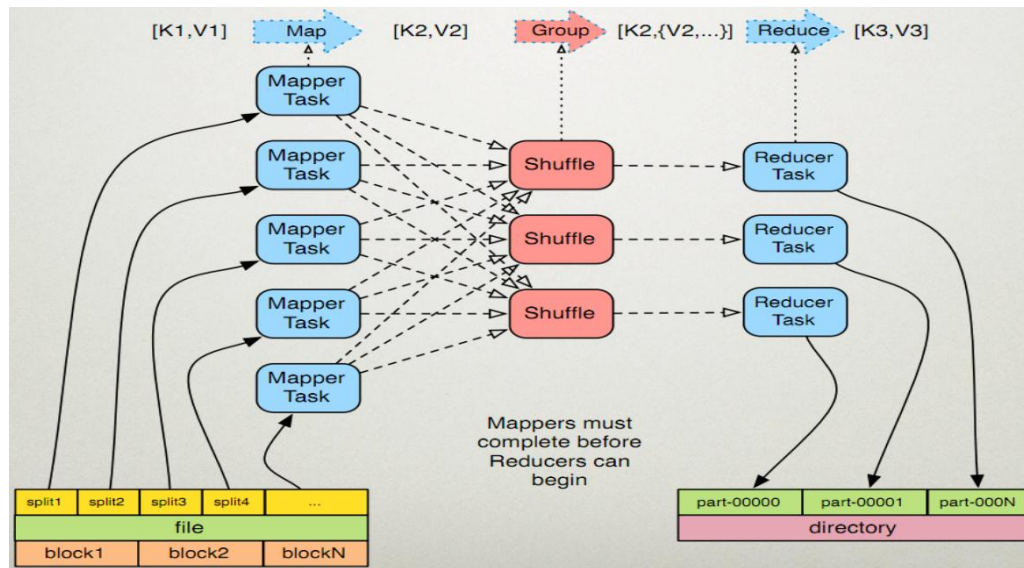 [K1,V1] Map [K2,V2] Group [K2,{V2,...}] Reduce [K3,V3]
Mapper
Task
Mapper
Task
Mapper
Task
Mapper
Task
Mapper
Task
Shuffle
Shuffle
Shuffle
Reducer
Task
Reducer
Task
Reducer
Task
Mappers must
complete before
Reducers can
begin
split1 split2 split3 split4 ...
file
block1 block2 blockN
part-00000 part-00001 part-000N
directory